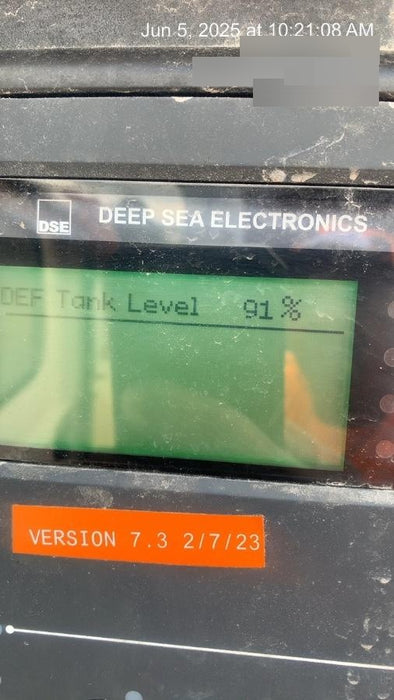 Jun 5, 2025 at 10:21:08 AM
DSE DEEP SEA ELECTRONICS
DEF Tank Level 91%
VERSION 7.3 2/7/23